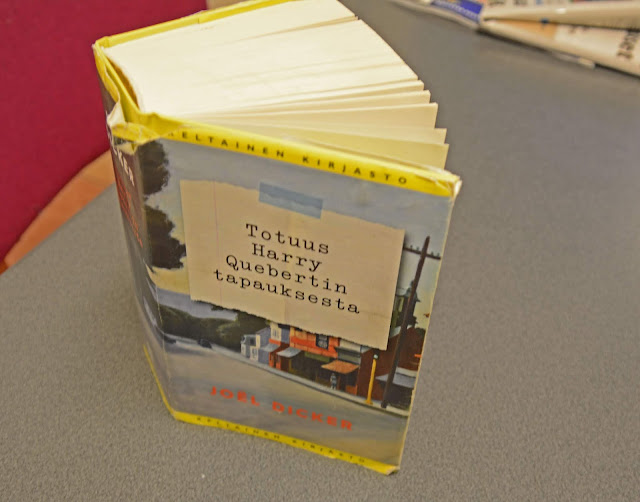 KELTAINEN KIRJASTO
Totuus
Harry
Quebertin
tapauksesta
JOËL DICKER
KELTAINEN KIRJASTO